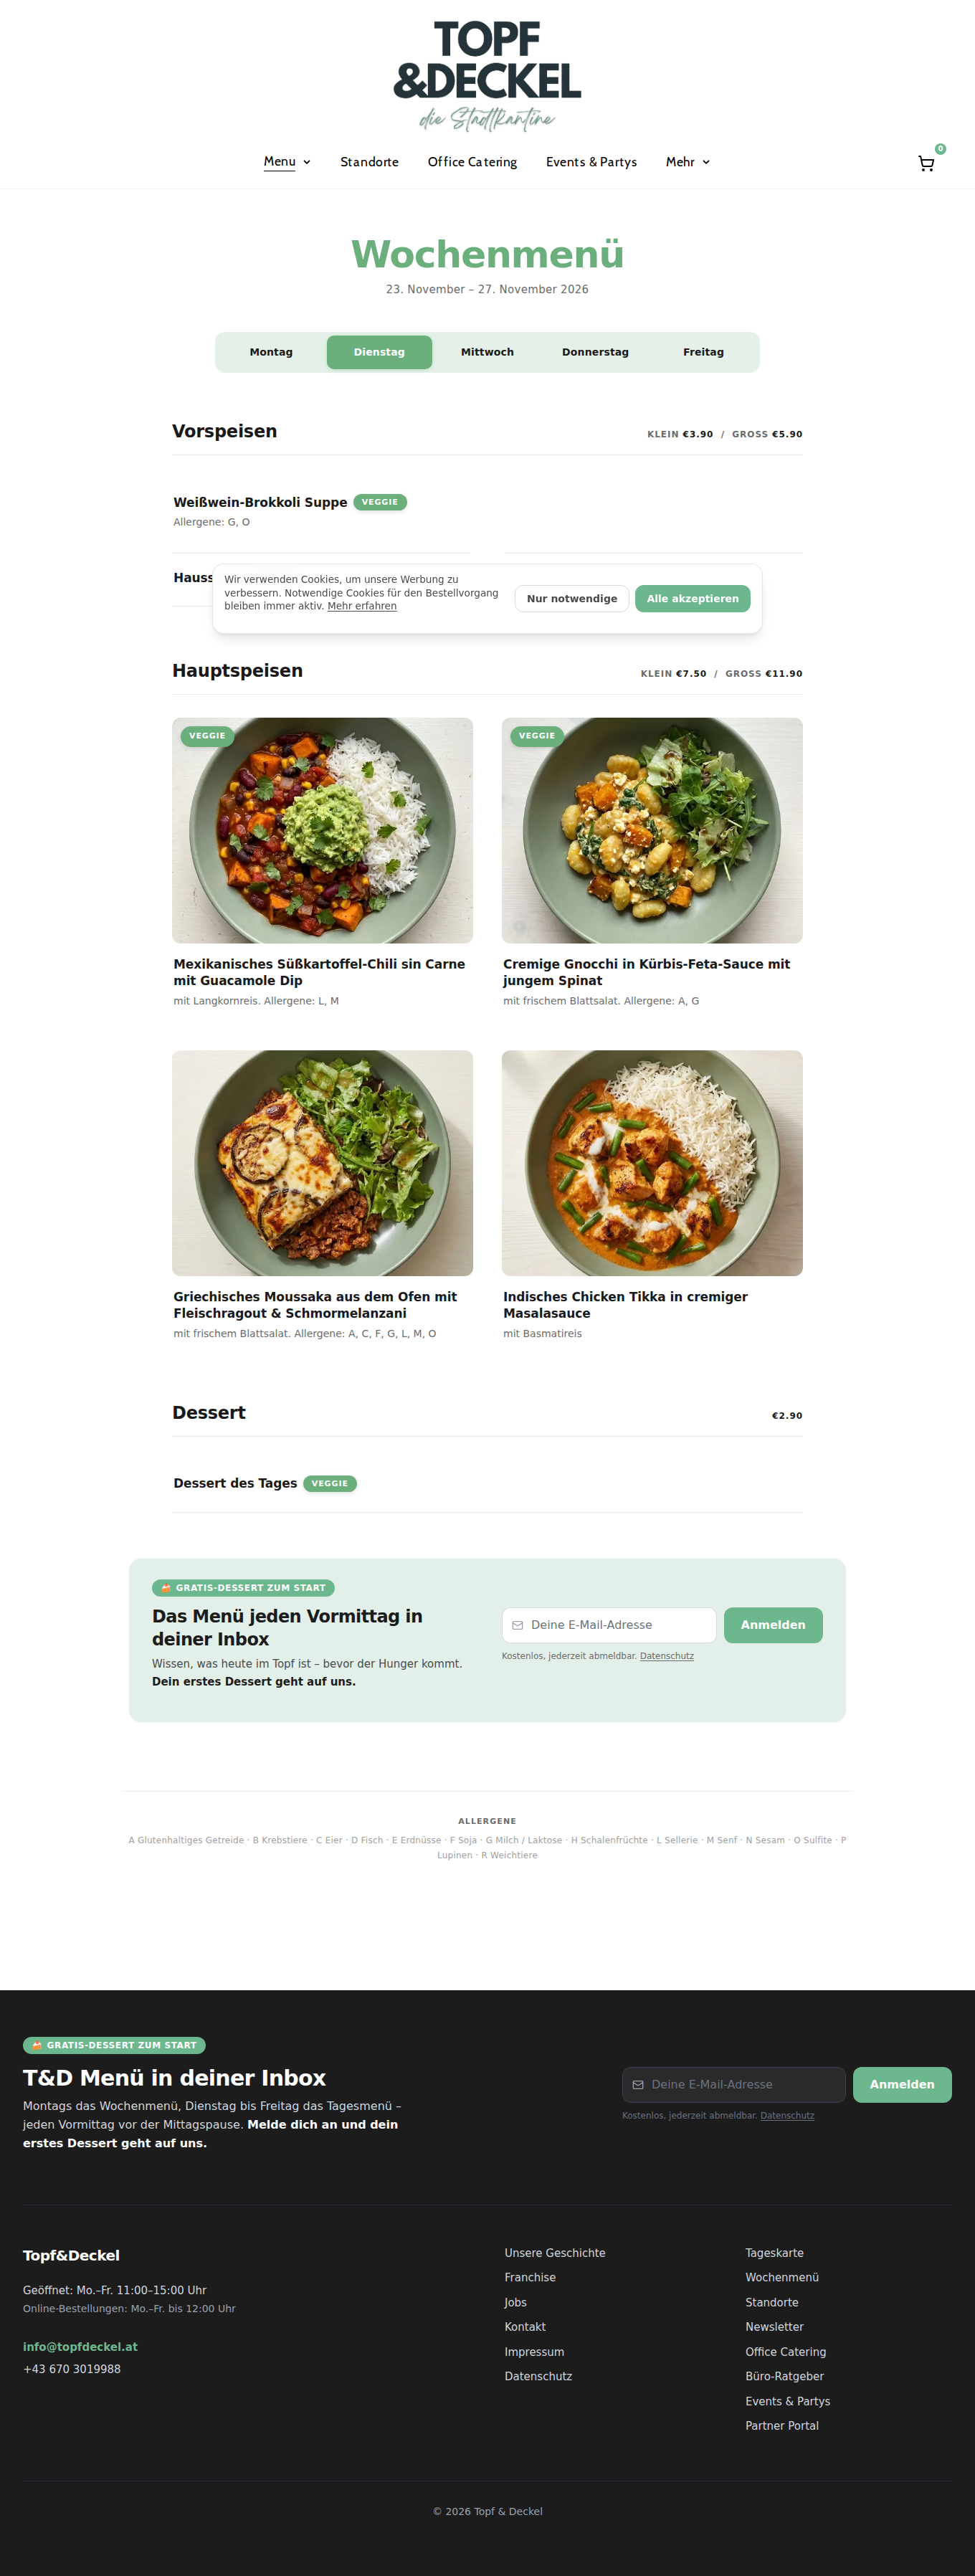 TOPF
&DECKEL
die Stadtkantine
Menu
Standorte
Office Catering
Events & Partys
Mehr
0
Wochenmenü
23. November – 27. November 2026
Montag
Dienstag
Mittwoch
Donnerstag
Freitag
Vorspeisen
KLEIN €3.90 / GROSS €5.90
Weißwein-Brokkoli Suppe VEGGIE
Allergene: G, O
Wir verwenden Cookies, um unsere Werbung zu
verbessern. Notwendige Cookies für den Bestellvorgang
bleiben immer aktiv. Mehr erfahren
Nur notwendige
Alle akzeptieren
Hauptspeisen
KLEIN €7.50 / GROSS €11.90
VEGGIE
VEGGIE
Mexikanisches Süßkartoffel-Chili sin Carne
mit Guacamole Dip
mit Langkornreis. Allergene: L, M
Cremige Gnocchi in Kürbis-Feta-Sauce mit
jungem Spinat
mit frischem Blattsalat. Allergene: A, G
Griechisches Moussaka aus dem Ofen mit
Fleischragout & Schmormelanzani
mit frischem Blattsalat. Allergene: A, C, F, G, L, M, O
Indisches Chicken Tikka in cremiger
Masalasauce
mit Basmatireis
Dessert
€2.90
Dessert des Tages VEGGIE
GRATIS-DESSERT ZUM START
Das Menü jeden Vormittag in
deiner Inbox
Wissen, was heute im Topf ist – bevor der Hunger kommt.
Dein erstes Dessert geht auf uns.
Deine E-Mail-Adresse
Anmelden
Kostenlos, jederzeit abmeldbar. Datenschutz
ALLERGENE
A Glutenhaltiges Getreide · B Krebstiere · C Eier · D Fisch · E Erdnüsse · F Soja · G Milch / Laktose · H Schalenfrüchte · L Sellerie · M Senf · N Sesam · O Sulfite · P
Lupinen · R Weichtiere
GRATIS-DESSERT ZUM START
T&D Menü in deiner Inbox
Montags das Wochenmenü, Dienstag bis Freitag das Tagesmenü –
jeden Vormittag vor der Mittagspause. Melde dich an und dein
erstes Dessert geht auf uns.
Deine E-Mail-Adresse
Anmelden
Kostenlos, jederzeit abmeldbar. Datenschutz
Topf&Deckel
Geöffnet: Mo.–Fr. 11:00–15:00 Uhr
Online-Bestellungen: Mo.–Fr. bis 12:00 Uhr
info@topfdeckel.at
+43 670 3019988
Unsere Geschichte
Franchise
Jobs
Kontakt
Impressum
Datenschutz
Tageskarte
Wochenmenü
Standorte
Newsletter
Office Catering
Büro-Ratgeber
Events & Partys
Partner Portal
© 2026 Topf & Deckel